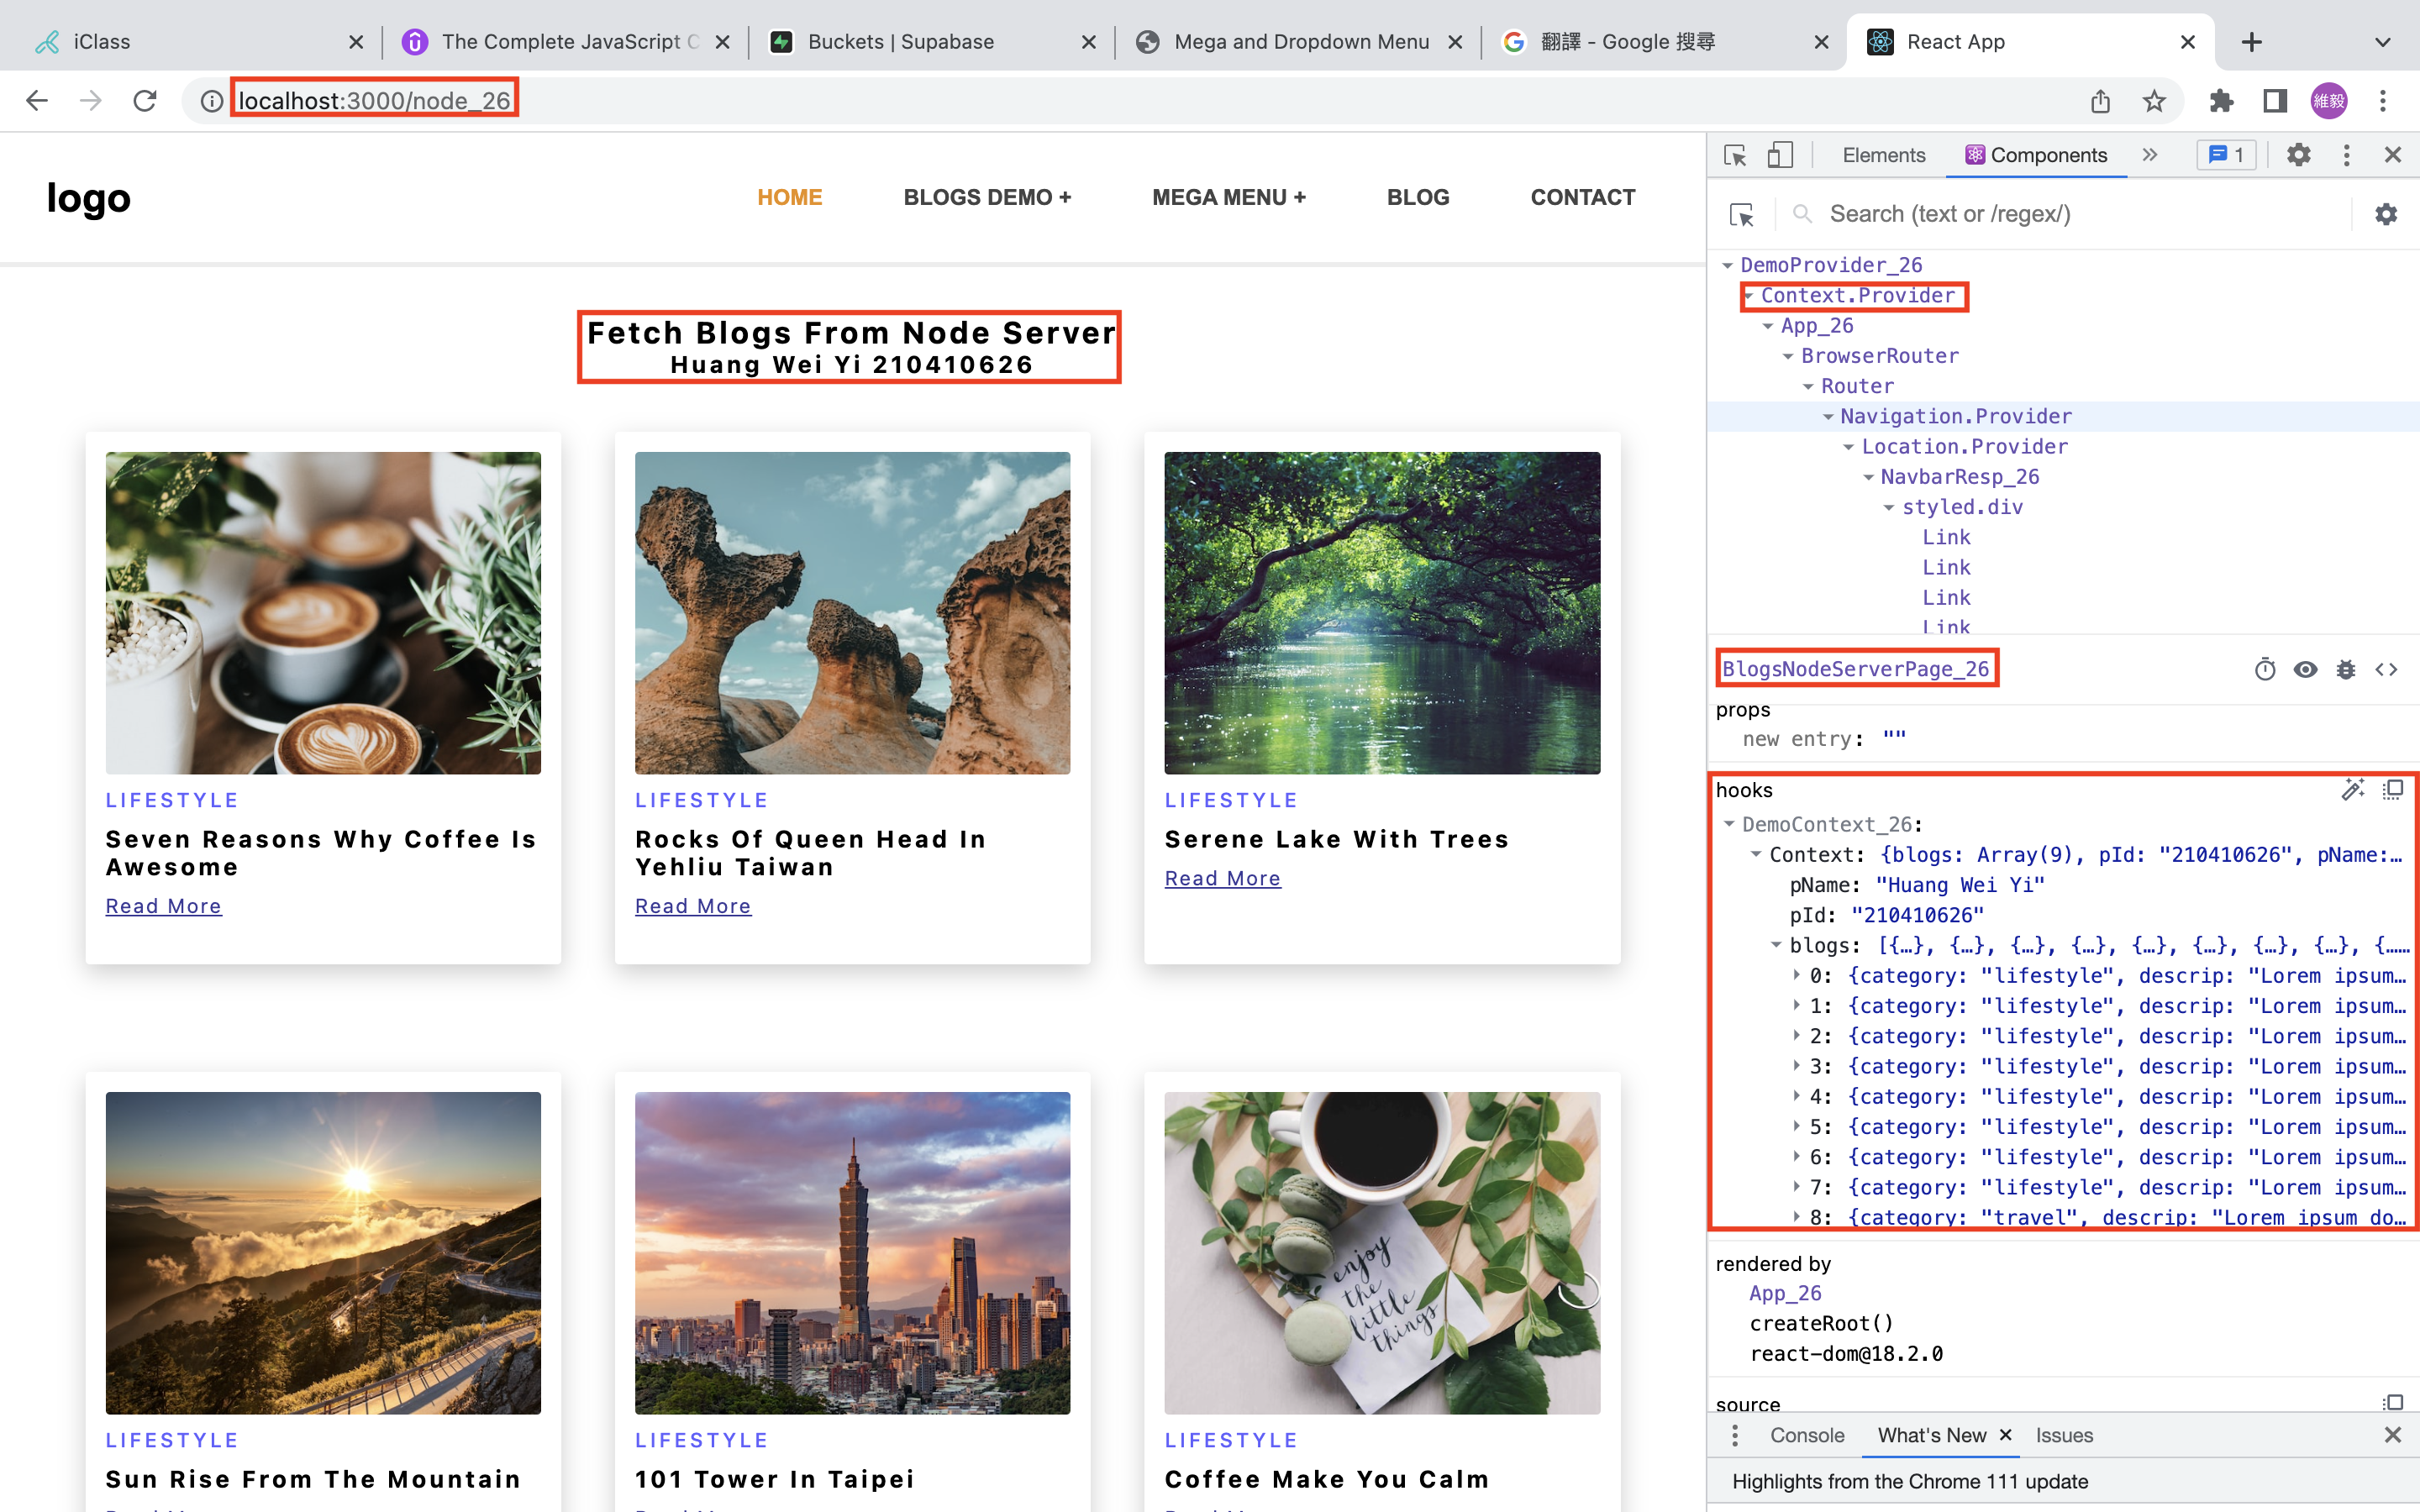 iClass
The Complete JavaScript C
Buckets | Supabase
Mega and Dropdown Menu
翻譯 - Google 搜尋
React App
localhost:3000/node_26
維毅
logo
HOME
BLOGS DEMO +
MEGA MENU +
BLOG
CONTACT
Fetch Blogs From Node Server
Huang Wei Yi 210410626
LIFESTYLE
Seven Reasons Why Coffee Is
Awesome
Read More
LIFESTYLE
Rocks Of Queen Head In
Yehliu Taiwan
Read More
LIFESTYLE
Serene Lake With Trees
Read More
enjoy
the
little
things
LIFESTYLE
Sun Rise From The Mountain
LIFESTYLE
101 Tower In Taipei
LIFESTYLE
Coffee Make You Calm
Elements
Components
1
Search (text or /regex/)
DemoProvider_26
Context.Provider
App_26
BrowserRouter
Router
Navigation.Provider
Location.Provider
NavbarResp_26
styled.div
Link
Link
Link
Link
BlogsNodeServerPage_26
props
new entry: ""
hooks
DemoContext_26:
Context: {blogs: Array(9), pId: "210410626", pName:…
pName: "Huang Wei Yi"
pId: "210410626"
blogs: [{…}, {…}, {…}, {…}, {…}, {…}, {…}, {…}, {……
0: {category: "lifestyle", descrip: "Lorem ipsum…
1: {category: "lifestyle", descrip: "Lorem ipsum…
2: {category: "lifestyle", descrip: "Lorem ipsum…
3: {category: "lifestyle", descrip: "Lorem ipsum…
4: {category: "lifestyle", descrip: "Lorem ipsum…
5: {category: "lifestyle", descrip: "Lorem ipsum…
6: {category: "lifestyle", descrip: "Lorem ipsum…
7: {category: "lifestyle", descrip: "Lorem ipsum…
8: {category: "travel", descrip: "Lorem ipsum do…
rendered by
App_26
createRoot()
react-dom@18.2.0
source
Console
What's New
Issues
Highlights from the Chrome 111 update